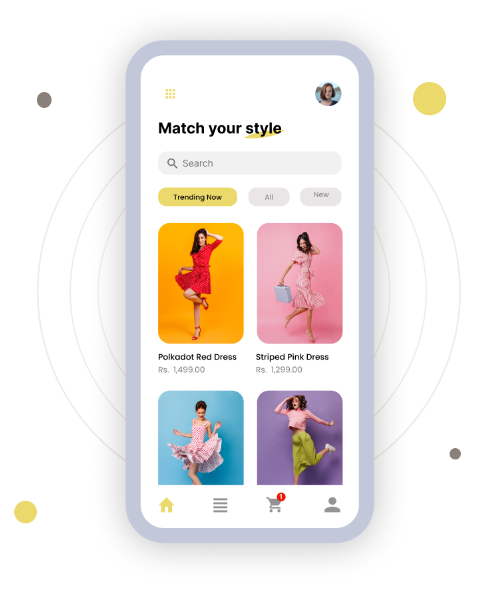 Match your style
Search
Trending Now
All
New
Polkadot Red Dress
Striped Pink Dress
Rs. 1,499.00
Rs. 1,299.00
1